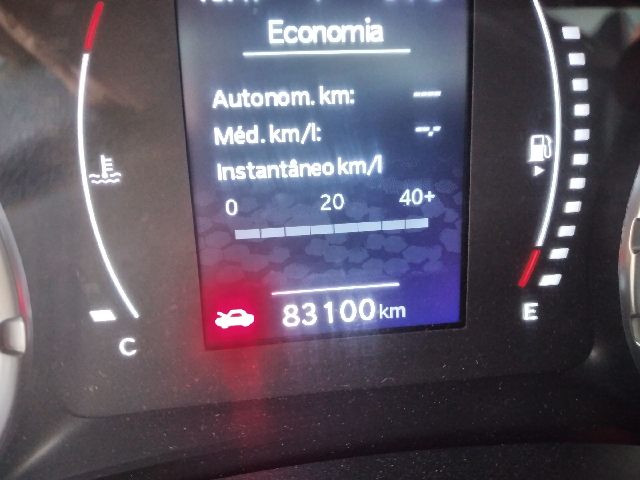 Economia
Autonom. km: ---
Méd. km/l: --.-
Instantâneo km/l
0 20 40+
83100 km
C
E